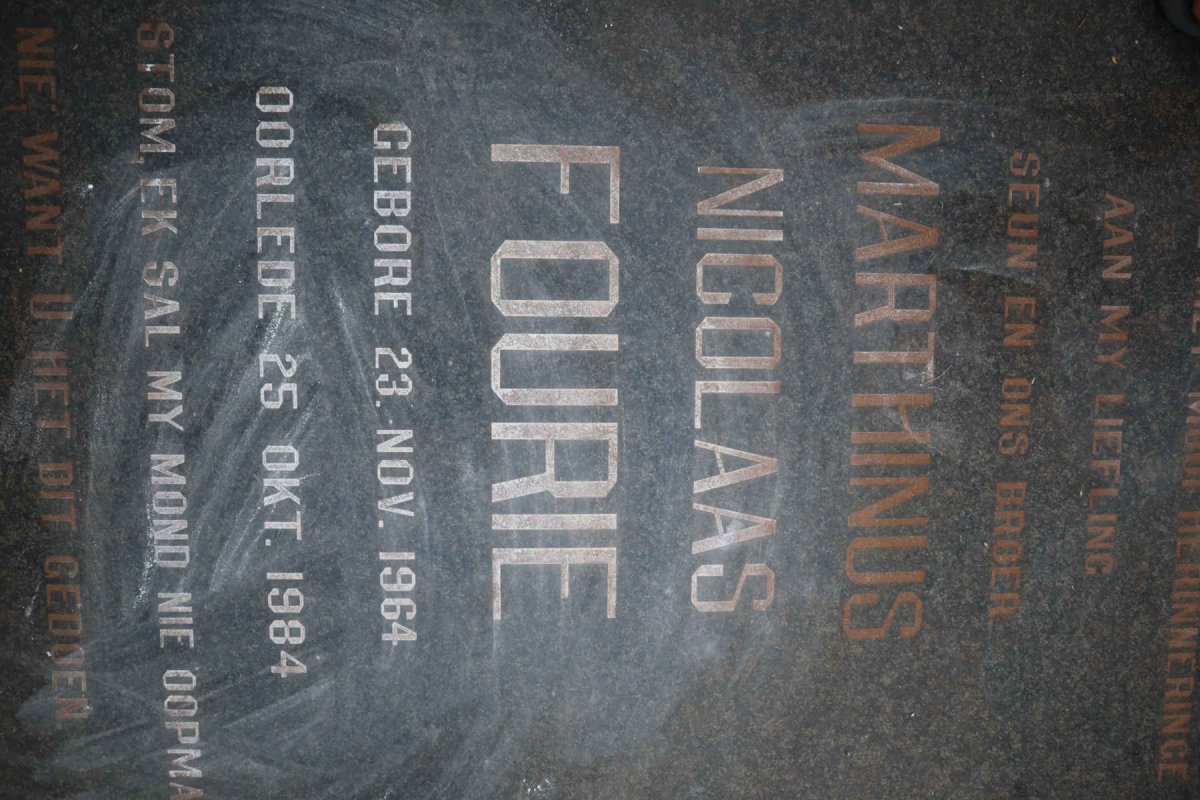 HERINNERINGE
AAN MY LIEFLING
SEUN EN ONS BROER
MARTHINUS
NICOLAAS
FOURIE
GEBORE 23. NOV. 1964
OORLEDE 25 OKT. 1984
STOM, EK SAL MY MOND NIE OOPMA
NIE, WANT U HET DIT GEDOEN